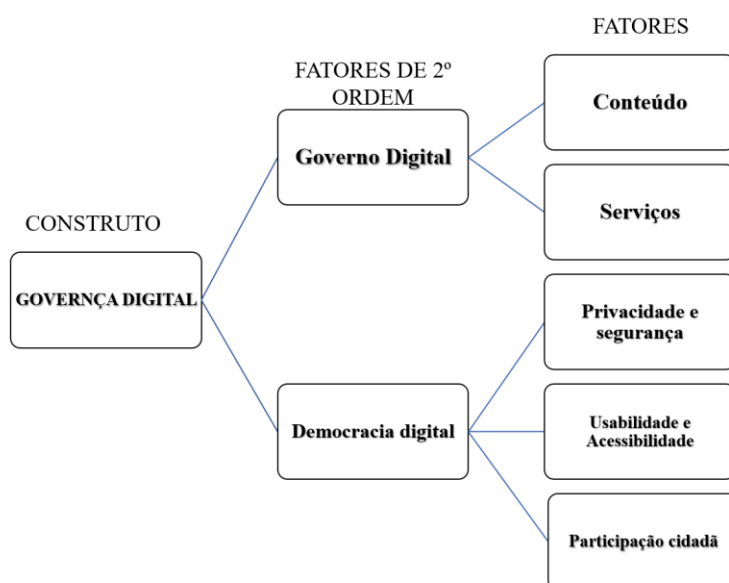 FATORES
FATORES DE 2º
ORDEM
Conteúdo
Governo Digital
Serviços
CONSTRUTO
GOVERNÇA DIGITAL
Privacidade e
segurança
Democracia digital
Usabilidade e
Acessibilidade
Participação cidadã